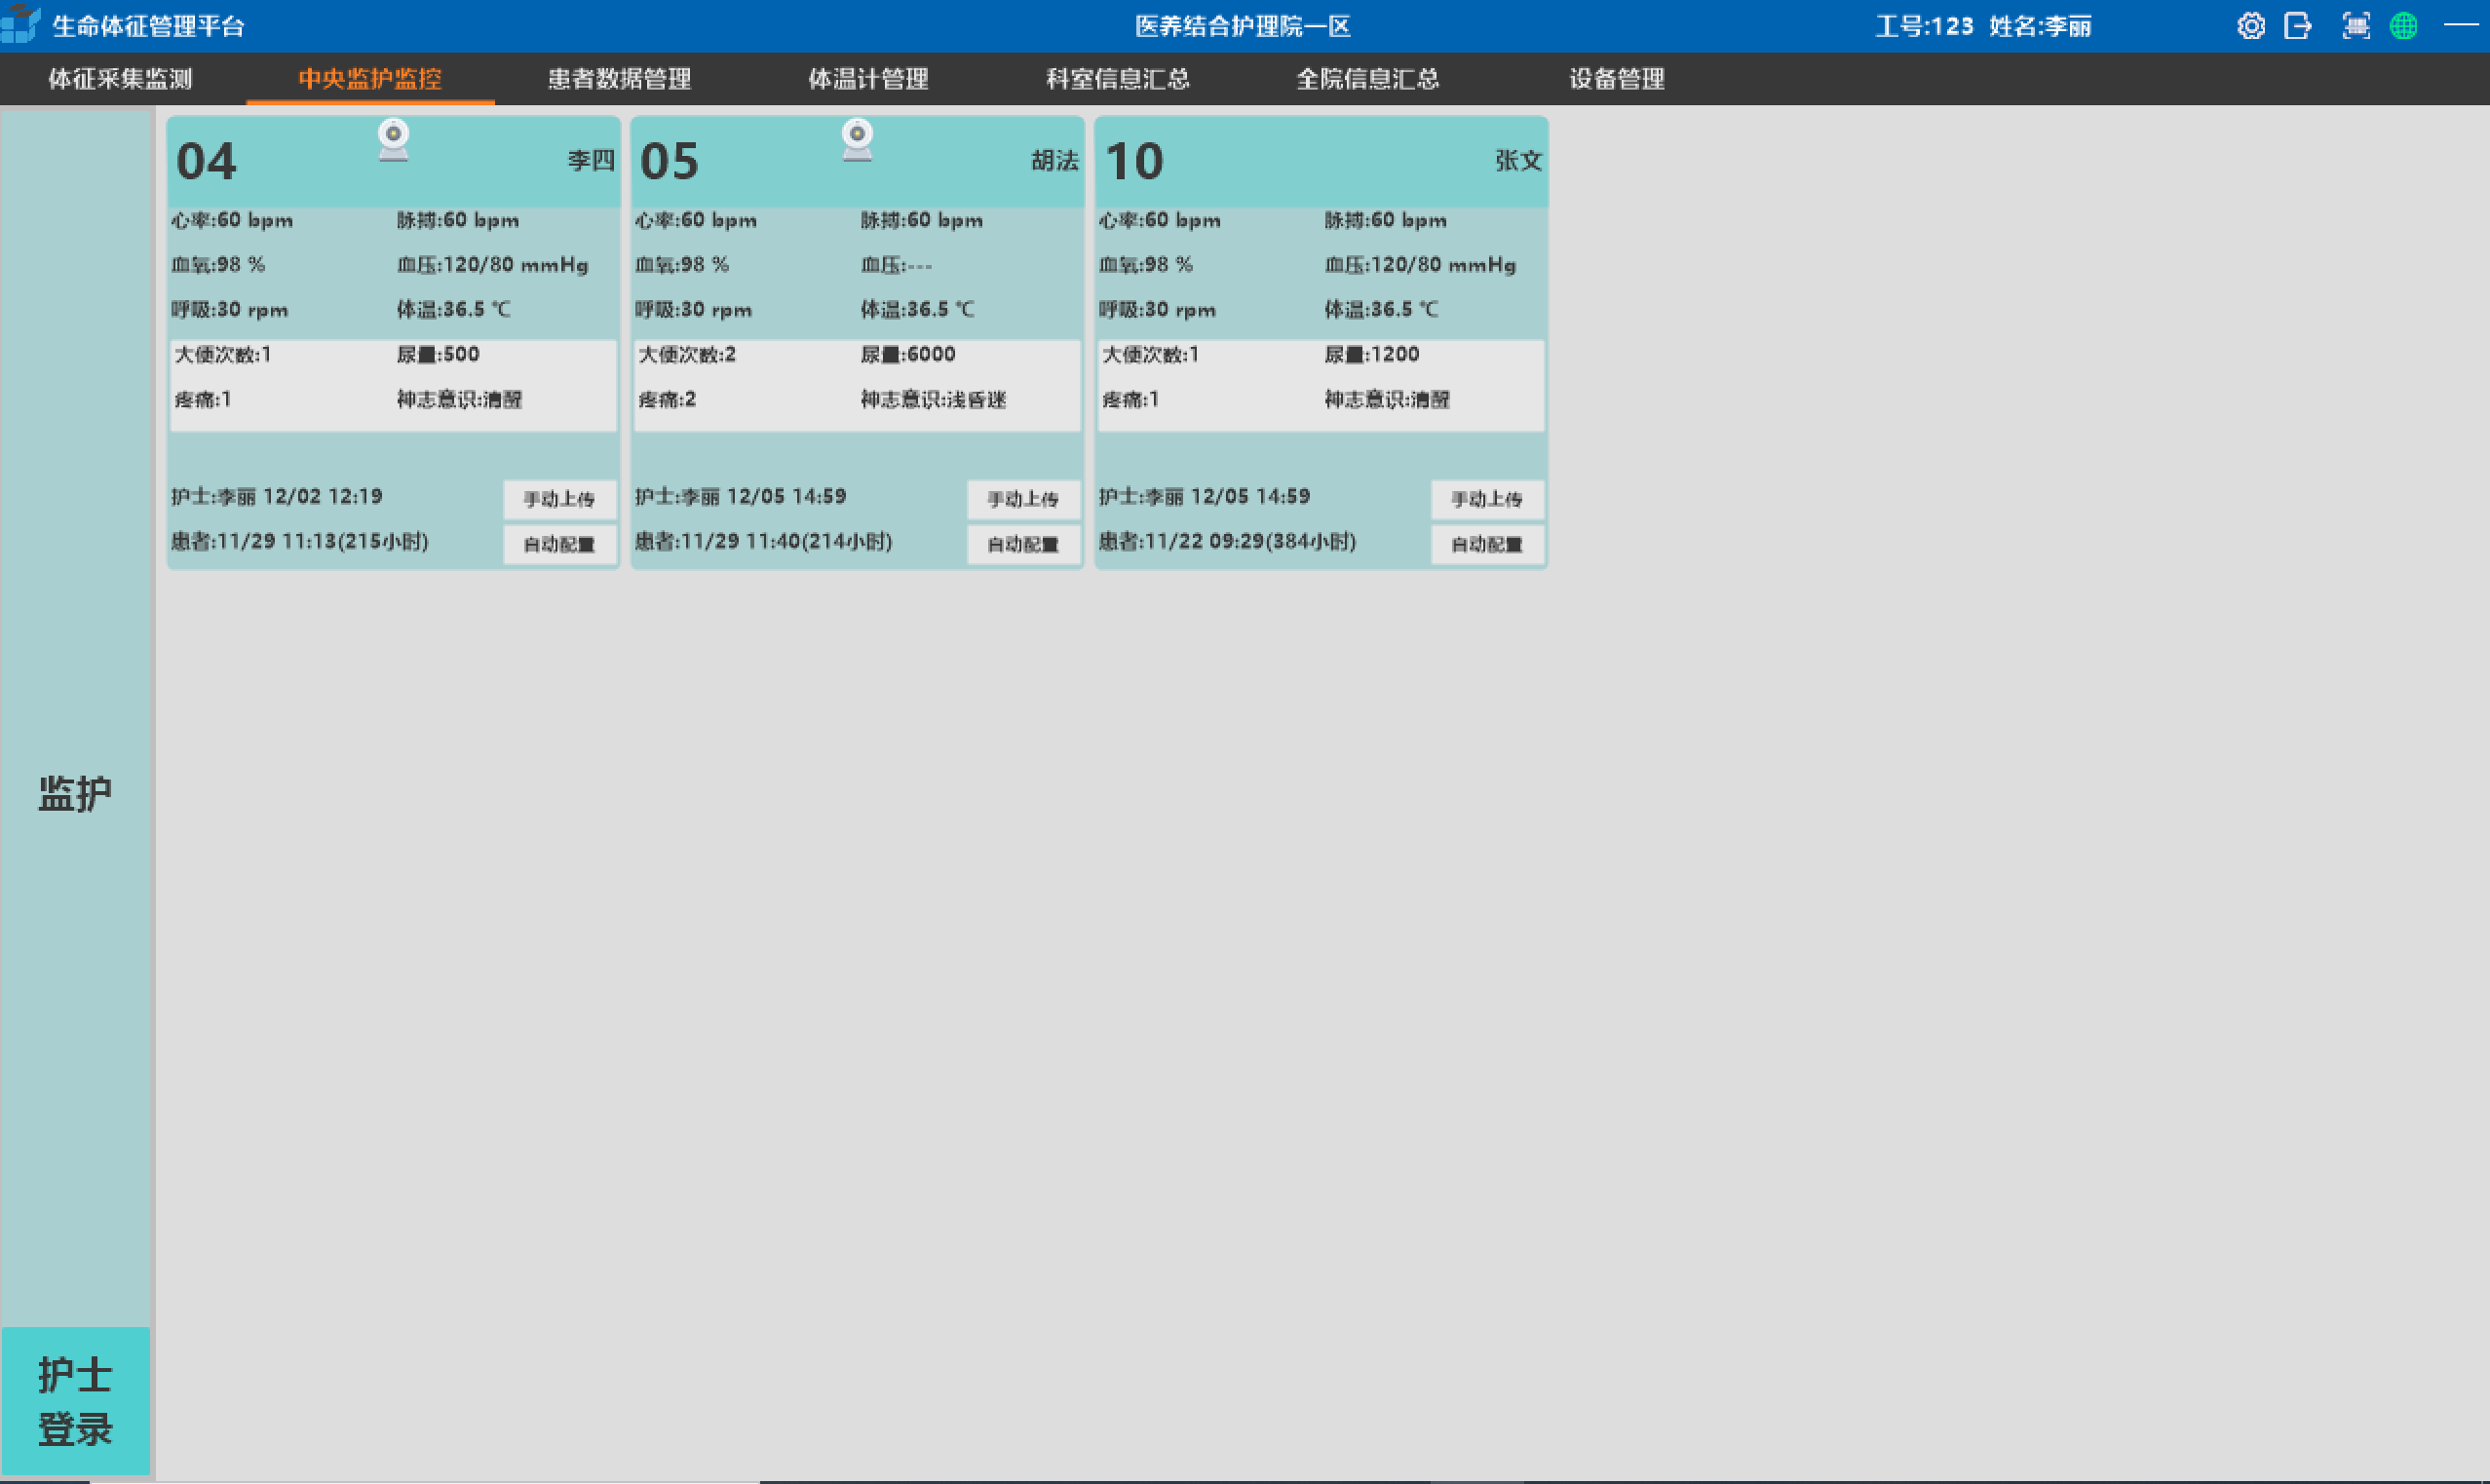 生命体征管理平台 医养结合护理院一区 工号:123 姓名:李丽
体征采集监测 中央监护监控 患者数据管理 体温计管理 科室信息汇总 全院信息汇总 设备管理
04 李四
心率:60 bpm 脉搏:60 bpm
血氧:98 % 血压:120/80 mmHg
呼吸:30 rpm 体温:36.5 ℃
大便次数:1 尿量:500
疼痛:1 神志意识:清醒
护士:李丽 12/02 12:19 手动上传
患者:11/29 11:13(215小时) 自动配置
05 胡法
心率:60 bpm 脉搏:60 bpm
血氧:98 % 血压:---
呼吸:30 rpm 体温:36.5 ℃
大便次数:2 尿量:6000
疼痛:2 神志意识:浅昏迷
护士:李丽 12/05 14:59 手动上传
患者:11/29 11:40(214小时) 自动配置
10 张文
心率:60 bpm 脉搏:60 bpm
血氧:98 % 血压:120/80 mmHg
呼吸:30 rpm 体温:36.5 ℃
大便次数:1 尿量:1200
疼痛:1 神志意识:清醒
护士:李丽 12/05 14:59 手动上传
患者:11/22 09:29(384小时) 自动配置
监护
护士
登录